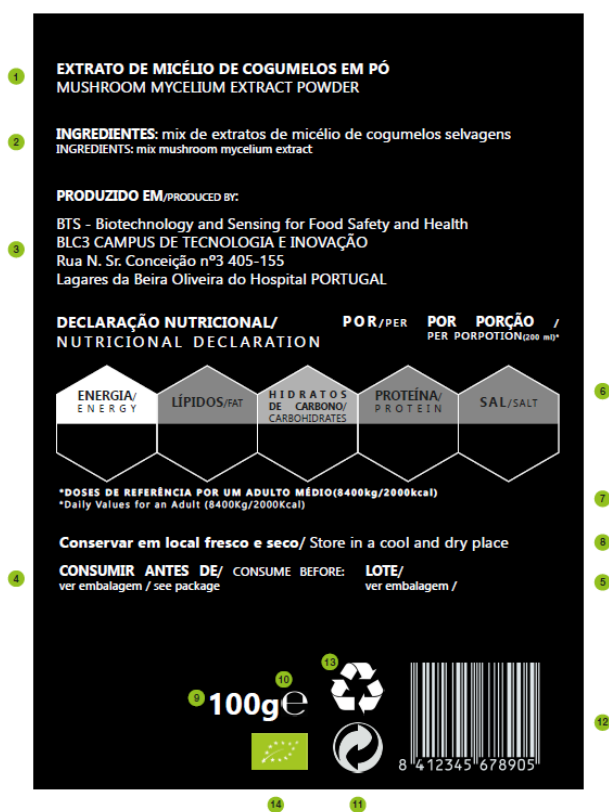 1
EXTRATO DE MICÉLIO DE COGUMELOS EM PÓ
MUSHROOM MYCELIUM EXTRACT POWDER
2
INGREDIENTES: mix de extratos de micélio de cogumelos selvagens
INGREDIENTS: mix mushroom mycelium extract
PRODUZIDO EM/PRODUCED BY:
3
BTS - Biotechnology and Sensing for Food Safety and Health
BLC3 CAMPUS DE TECNOLOGIA E INOVAÇÃO
Rua N. Sr. Conceição nº3 405-155
Lagares da Beira Oliveira do Hospital PORTUGAL
DECLARAÇÃO NUTRICIONAL/
NUTRICIONAL DECLARATION
POR/PER
POR PORÇÃO /
PER PORPOTION(200 ml)*
ENERGIA/
ENERGY
LÍPIDOS/FAT
HIDRATOS
DE CARBONO/
CARBOHIDRATES
PROTEÍNA/
PROTEIN
SAL/SALT
6
*DOSES DE REFERÊNCIA POR UM ADULTO MÉDIO(8400kg/2000kcal)
*Daily Values for an Adult (8400Kg/2000Kcal)
7
Conservar em local fresco e seco/ Store in a cool and dry place
8
4
CONSUMIR ANTES DE/ CONSUME BEFORE:
ver embalagem / see package
LOTE/
ver embalagem /
5
13
10
9
100g℮
12
8 412345 678905
14
11